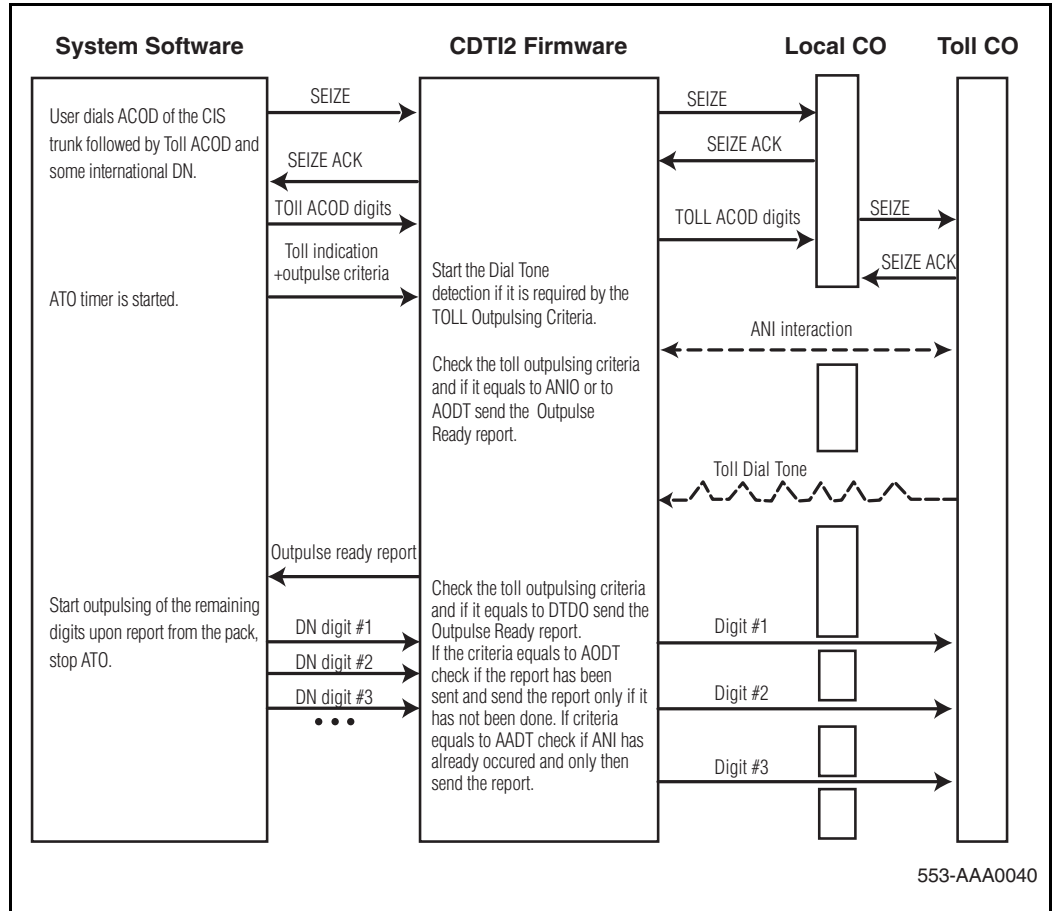 System Software
CDTI2 Firmware
Local CO
Toll CO
User dials ACOD of the CIS
trunk followed by Toll ACOD and
some international DN.
SEIZE
SEIZE
SEIZE ACK
SEIZE ACK
TOll ACOD digits
TOLL ACOD digits
SEIZE
SEIZE ACK
Toll indication
+outpulse criteria
ATO timer is started.
Start the Dial Tone
detection if it is required by the
TOLL Outpulsing Criteria.
ANI interaction
Check the toll outpulsing criteria
and if it equals to ANIO or to
AODT send the Outpulse
Ready report.
Toll Dial Tone
Outpulse ready report
Start outpulsing of the remaining
digits upon report from the pack,
stop ATO.
DN digit #1
DN digit #2
DN digit #3
• • •
Check the toll outpulsing criteria
and if it equals to DTDO send the
Outpulse Ready report.
If the criteria equals to AODT
check if the report has been
sent and send the report only if it
has not been done. If criteria
equals to AADT check if ANI has
already occured and only then
send the report.
Digit #1
Digit #2
Digit #3
553-AAA0040